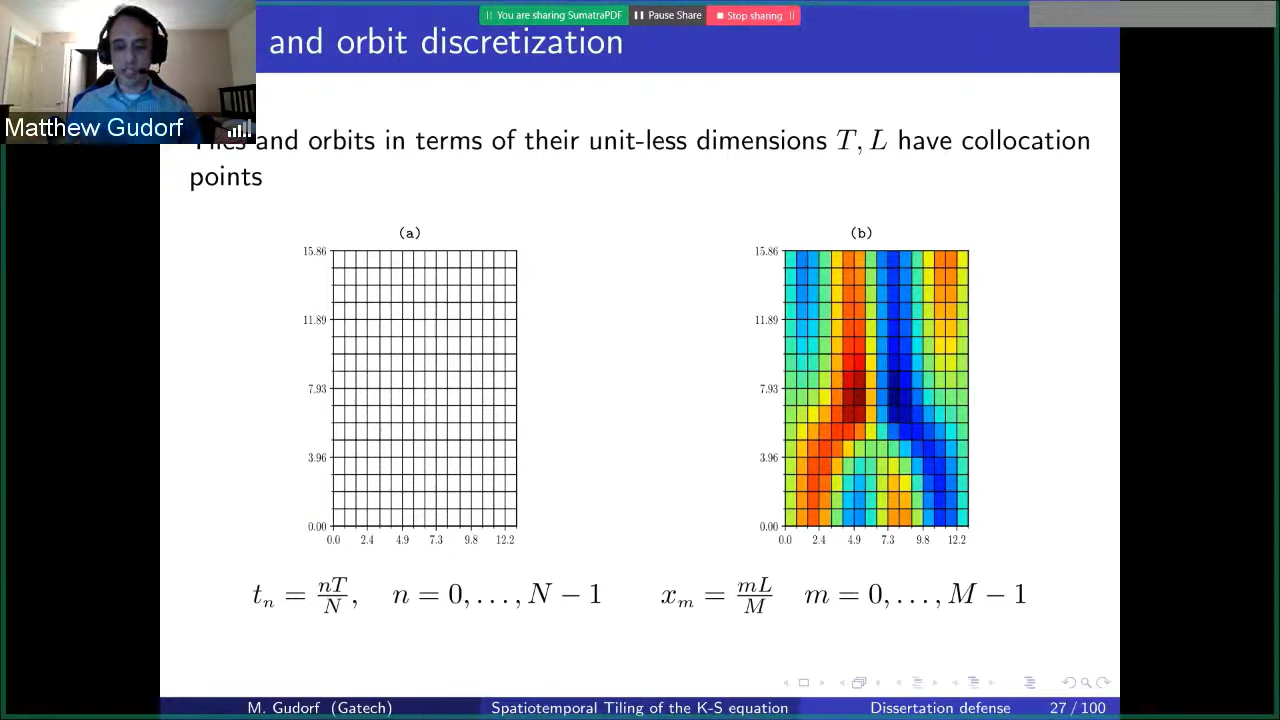 You are sharing SumatraPDF Pause Share Stop sharing
and orbit discretization
Matthew Gudorf
and orbits in terms of their unit-less dimensions T, L have collocation
points
(a)
15.86
11.89
7.93
3.96
0.00
0.0 2.4 4.9 7.3 9.8 12.2
(b)
15.86
11.89
7.93
3.96
0.00
0.0 2.4 4.9 7.3 9.8 12.2
t_n = nT/N, n = 0, . . . , N − 1 x_m = mL/M m = 0, . . . , M − 1
M. Gudorf (Gatech) Spatiotemporal Tiling of the K-S equation Dissertation defense 27 / 100